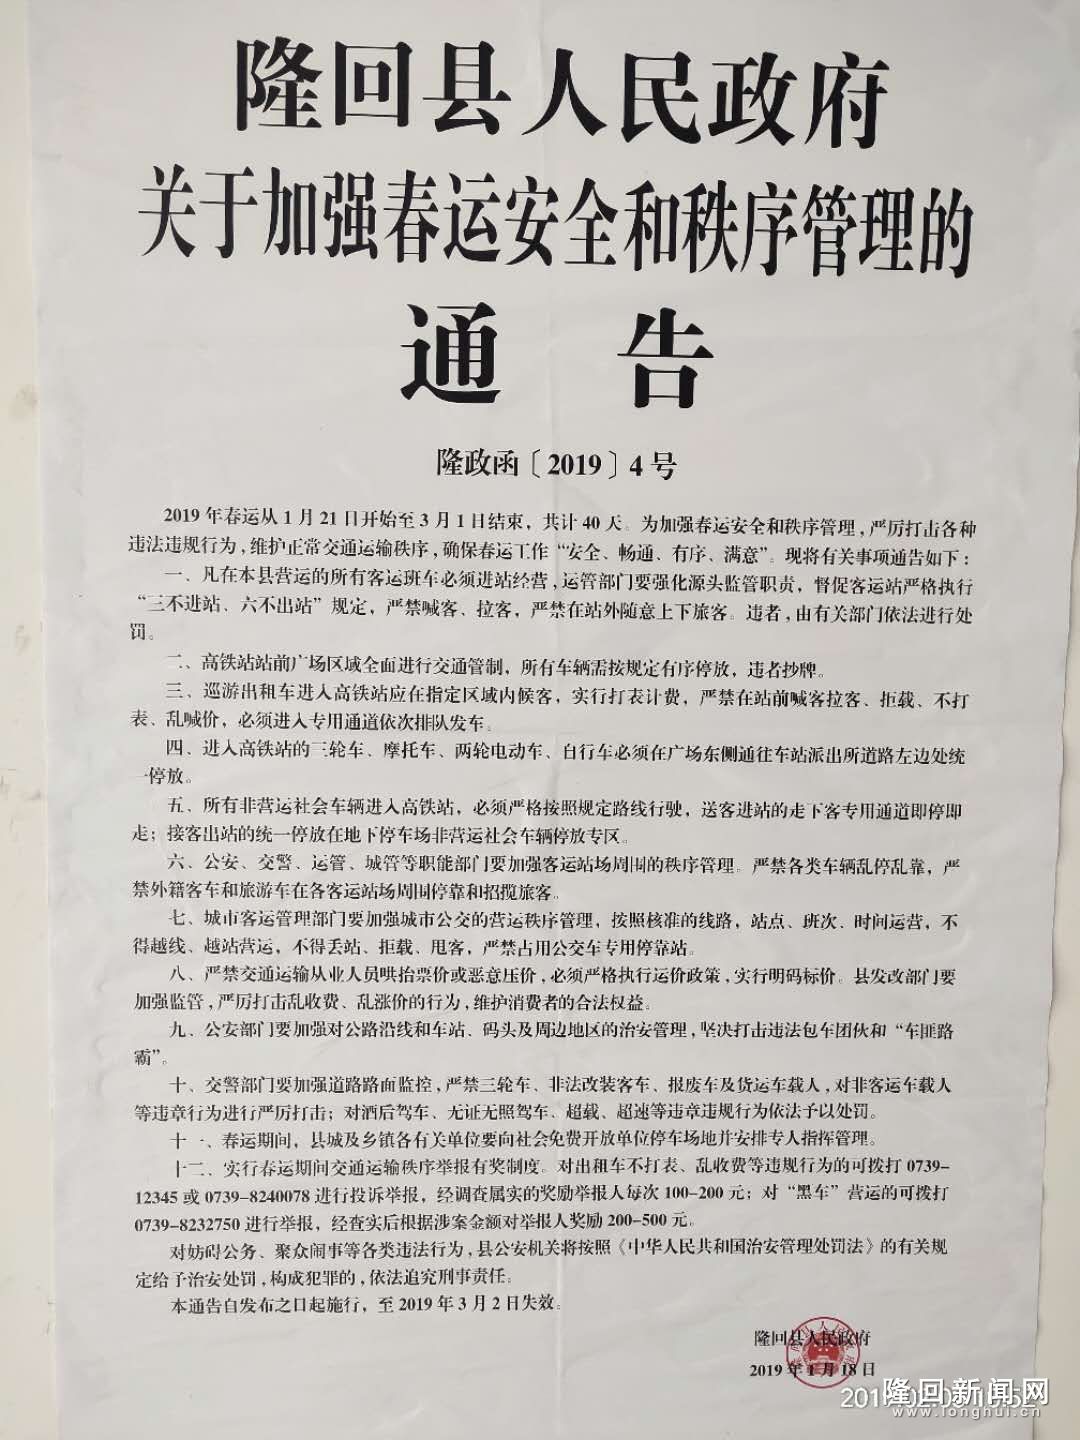 隆回县人民政府
关于加强春运安全和秩序管理的
通 告
隆政函〔2019〕4号
2019年春运从1月21日开始至3月1日结束，共计40天。为加强春运安全和秩序管理，严厉打击各种
违法违规行为，维护正常交通运输秩序，确保春运工作“安全、畅通、有序、满意”。现将有关事项通告如下：
一、凡在本县营运的所有客运班车必须进站经营，运管部门要强化源头监管职责，督促客运站严格执行
“三不进站、六不出站”规定，严禁喊客、拉客，严禁在站外随意上下旅客。违者，由有关部门依法进行处
罚。
二、高铁站站前广场区域全面进行交通管制，所有车辆需按规定有序停放，违者抄牌。
三、巡游出租车进入高铁站应在指定区域内候客，实行打表计费，严禁在站前喊客拉客、拒载、不打
表、乱喊价，必须进入专用通道依次排队发车。
四、进入高铁站的三轮车、摩托车、两轮电动车、自行车必须在广场东侧通往车站派出所道路左边处统
一停放。
五、所有非营运社会车辆进入高铁站，必须严格按照规定路线行驶，送客进站的走下客专用通道即停即
走；接客出站的统一停放在地下停车场非营运社会车辆停放专区。
六、公安、交警、运管、城管等职能部门要加强客运站场周围的秩序管理。严禁各类车辆乱停乱靠，严
禁外籍客车和旅游车在各客运站场周围停靠和招揽旅客。
七、城市客运管理部门要加强城市公交的营运秩序管理，按照核准的线路，站点、班次、时间运营，不
得越线、越站营运，不得丢站、拒载、甩客，严禁占用公交车专用停靠站。
八、严禁交通运输从业人员哄抬票价或恶意压价，必须严格执行运价政策，实行明码标价。县发改部门要
加强监管，严厉打击乱收费、乱涨价的行为，维护消费者的合法权益。
九、公安部门要加强对公路沿线和车站、码头及周边地区的治安管理，坚决打击违法包车团伙和“车匪路
霸”。
十、交警部门要加强道路路面监控，严禁三轮车、非法改装客车、报废车及货运车载人，对非客运车载人
等违章行为进行严厉打击；对酒后驾车、无证无照驾车、超载、超速等违章违规行为依法予以处罚。
十一、春运期间，县城及乡镇各有关单位要向社会免费开放单位停车场地并安排专人指挥管理。
十二、实行春运期间交通运输秩序举报有奖制度。对出租车不打表、乱收费等违规行为的可拨打0739-
12345或0739-8240078进行投诉举报，经调查属实的奖励举报人每次100-200元；对“黑车”营运的可拨打
0739-8232750进行举报，经查实后根据涉案金额对举报人奖励200-500元。
对妨碍公务、聚众闹事等各类违法行为，县公安机关将按照《中华人民共和国治安管理处罚法》的有关规
定给予治安处罚，构成犯罪的，依法追究刑事责任。
本通告自发布之日起施行，至2019年3月2日失效。
隆回县人民政府
2019年1月18日
隆回新闻网
www.longhui.cn